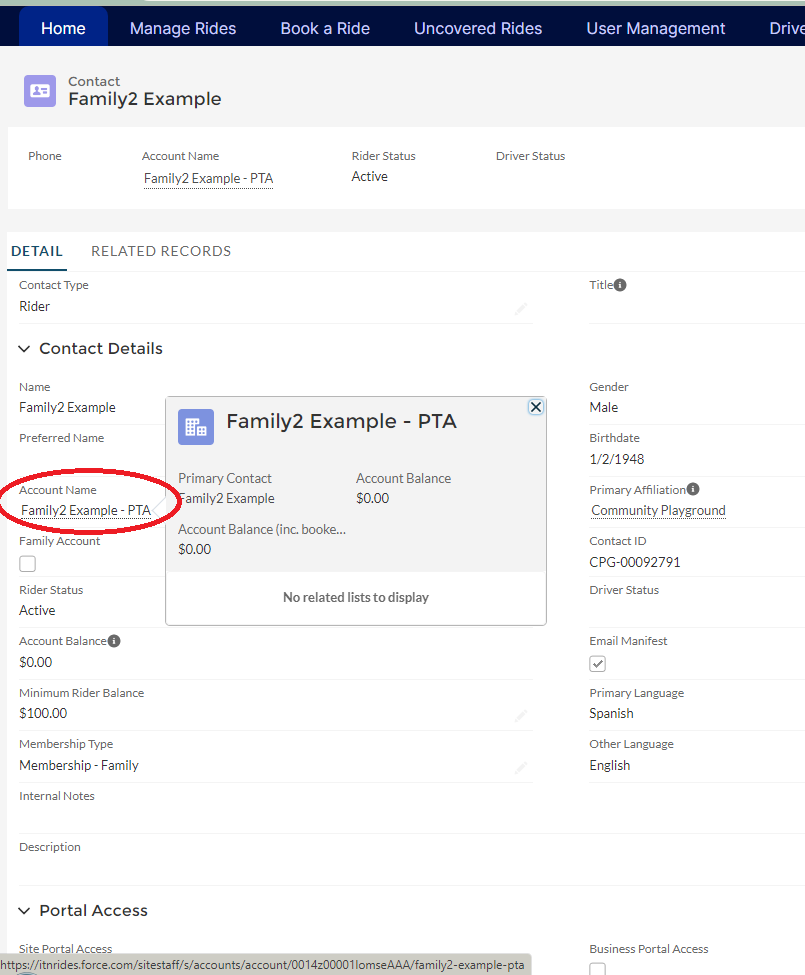 Home Manage Rides Book a Ride Uncovered Rides User Management Drive
Contact
Family2 Example
Phone Account Name Rider Status Driver Status
Family2 Example - PTA Active
DETAIL RELATED RECORDS
Contact Type Title
Rider
Contact Details
Name Gender
Family2 Example Male
Preferred Name Birthdate
1/2/1948
Account Name Primary Affiliation
Family2 Example - PTA Community Playground
Family Account Contact ID
CPG-00092791
Rider Status Driver Status
Active
Account Balance Email Manifest
$0.00
Minimum Rider Balance Primary Language
$100.00 Spanish
Membership Type Other Language
Membership - Family English
Internal Notes
Description
Portal Access
Site Portal Access Business Portal Access
Family2 Example - PTA
Primary Contact Account Balance
Family2 Example $0.00
Account Balance (inc. booke...
$0.00
No related lists to display
https://itnrides.force.com/sitestaff/s/accounts/account/0014z00001IomseAAA/family2-example-pta